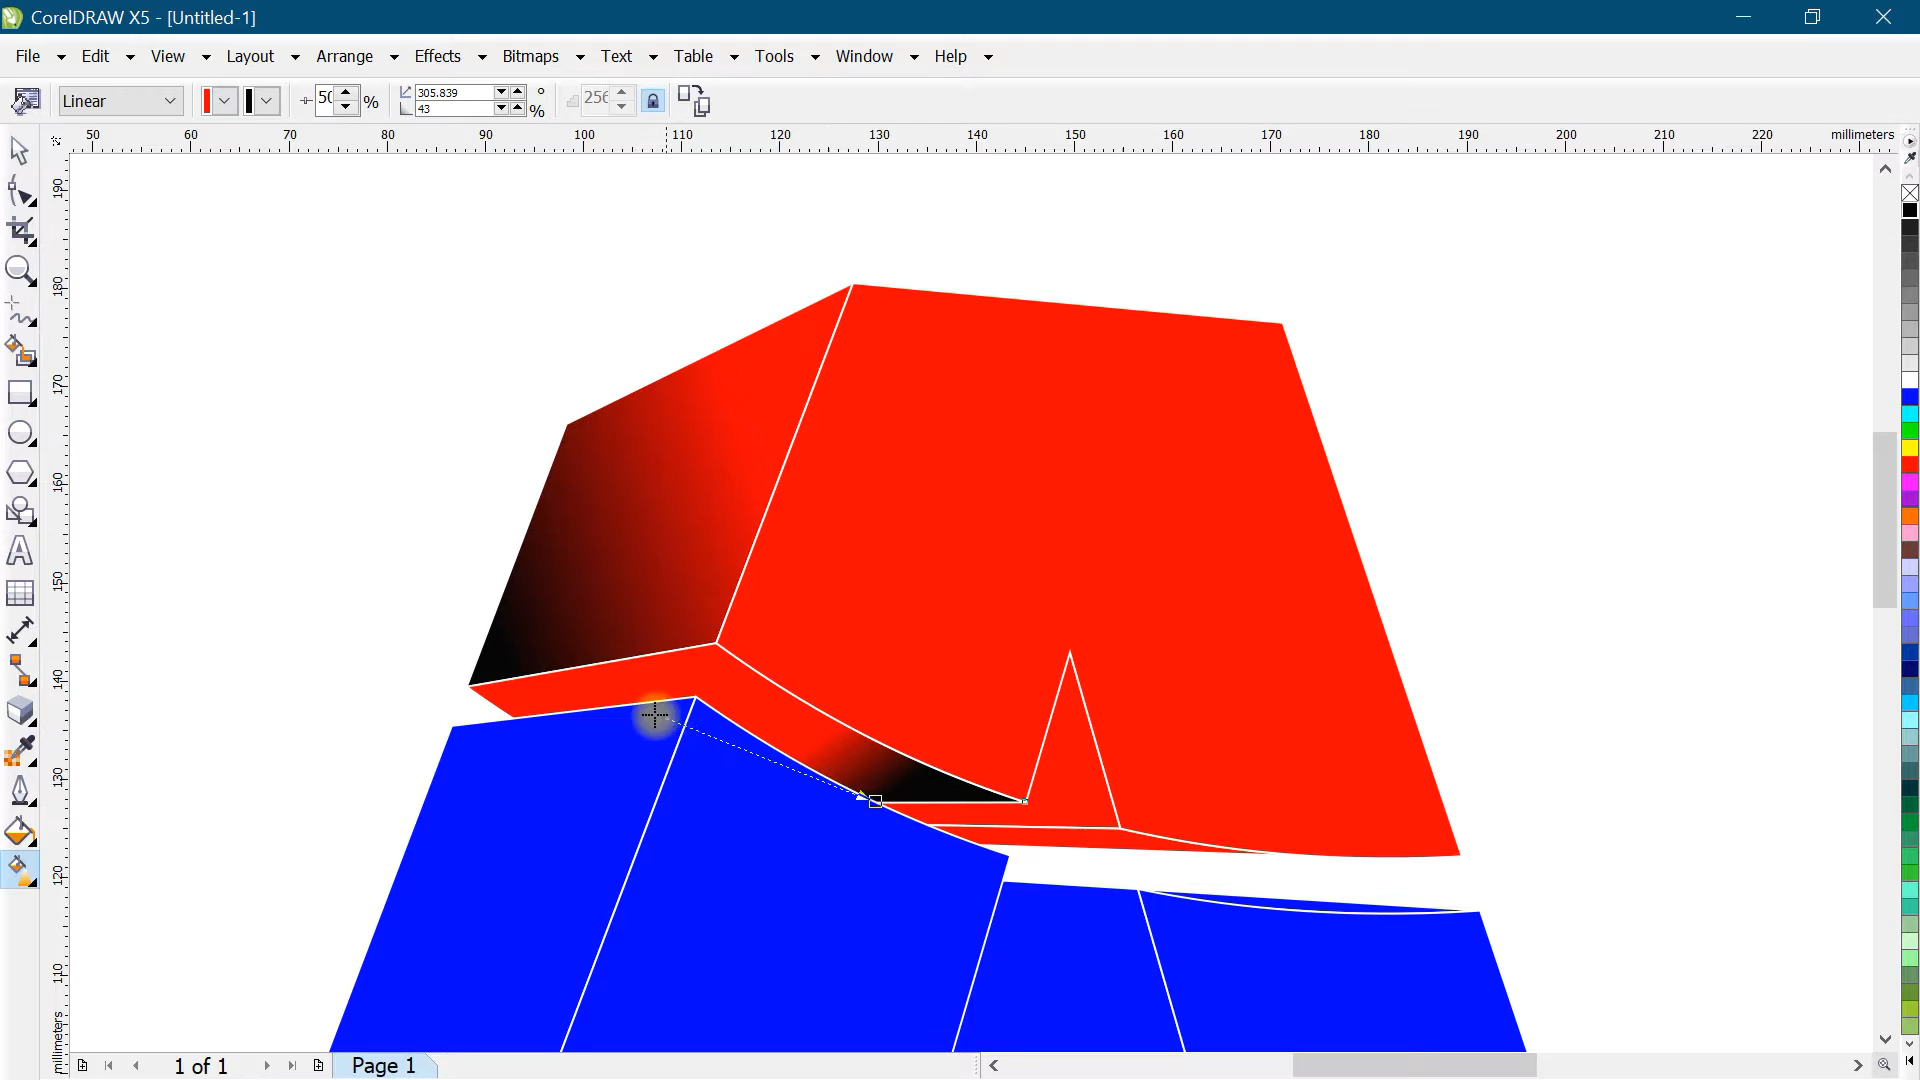 CorelDRAW X5 - [Untitled-1]
File Edit View Layout Arrange Effects Bitmaps Text Table Tools Window Help
Linear 50 % 305.839 ° 43 % 256
50 60 70 80 90 100 110 120 130 140 150 160 170 180 190 200 210 220 millimeters
190
180
170
160
150
140
130
120
110
millimeters
1 of 1 Page 1